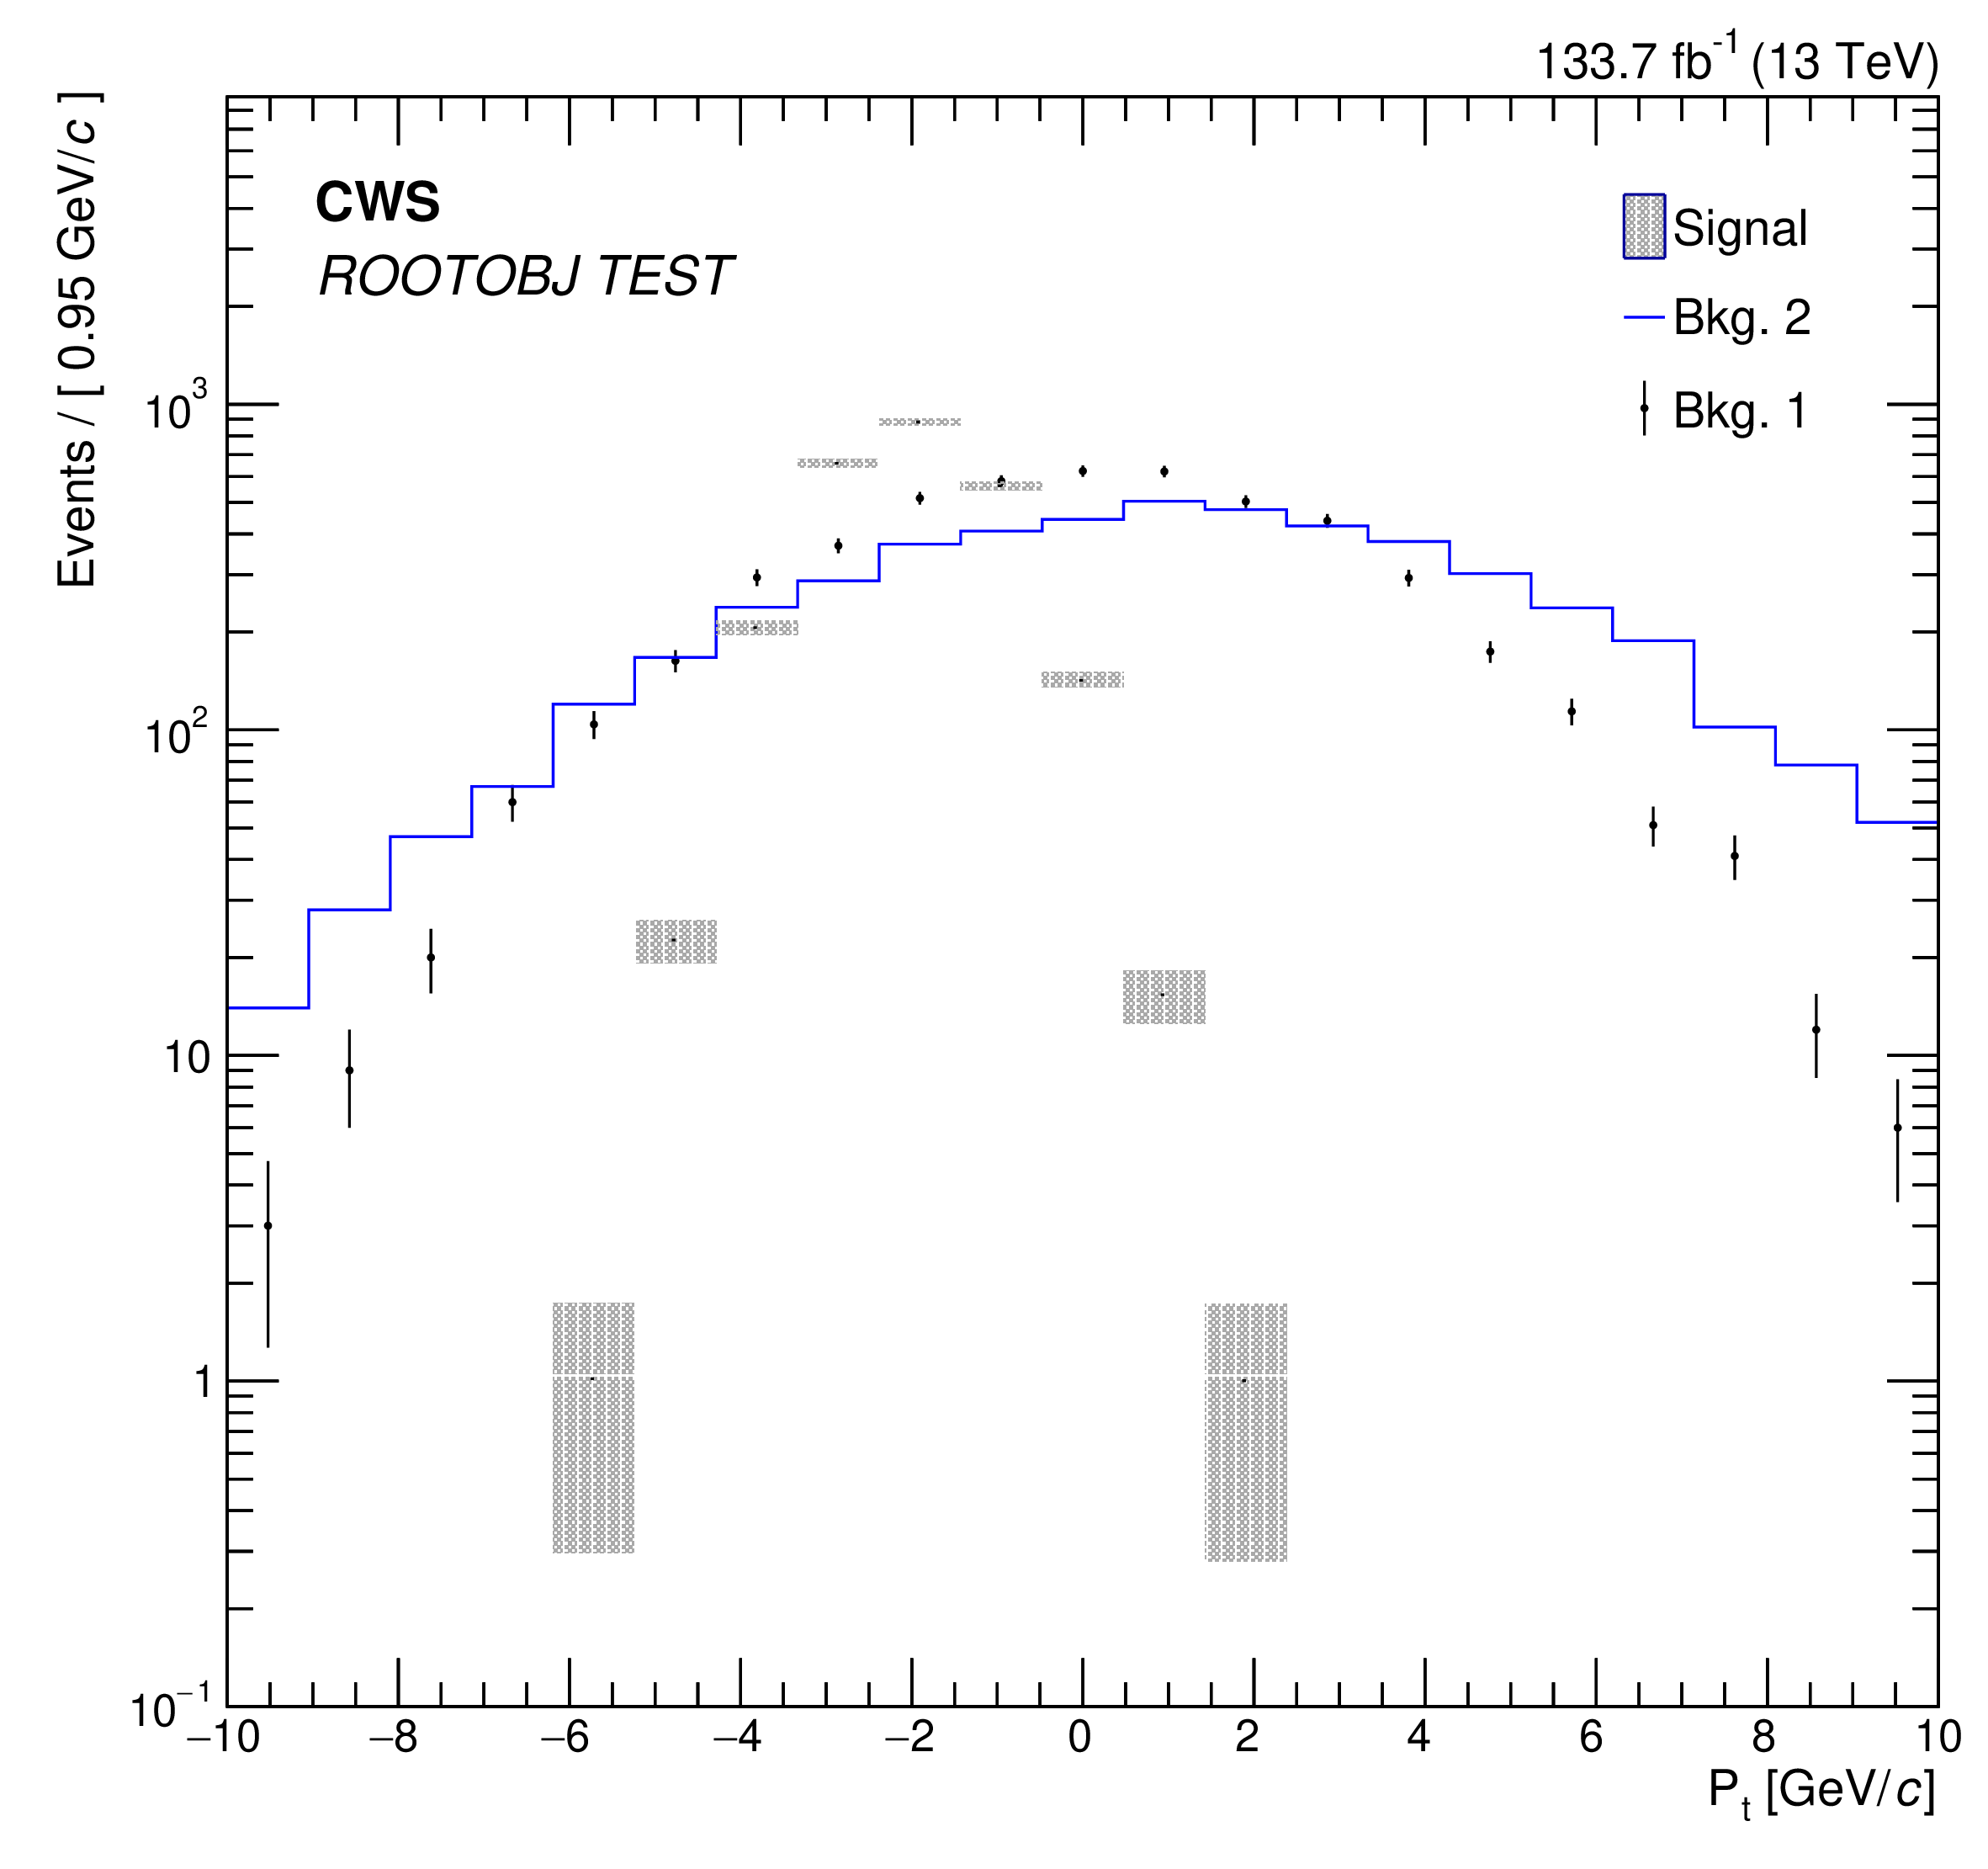 133.7 fb-1 (13 TeV)
Events / [ 0.95 GeV/c ]
CWS
ROOTOBJ TEST
Signal
Bkg. 2
Bkg. 1
10^3
10^2
10
1
10^−1
−10 −8 −6 −4 −2 0 2 4 6 8 10
P_t [GeV/c]